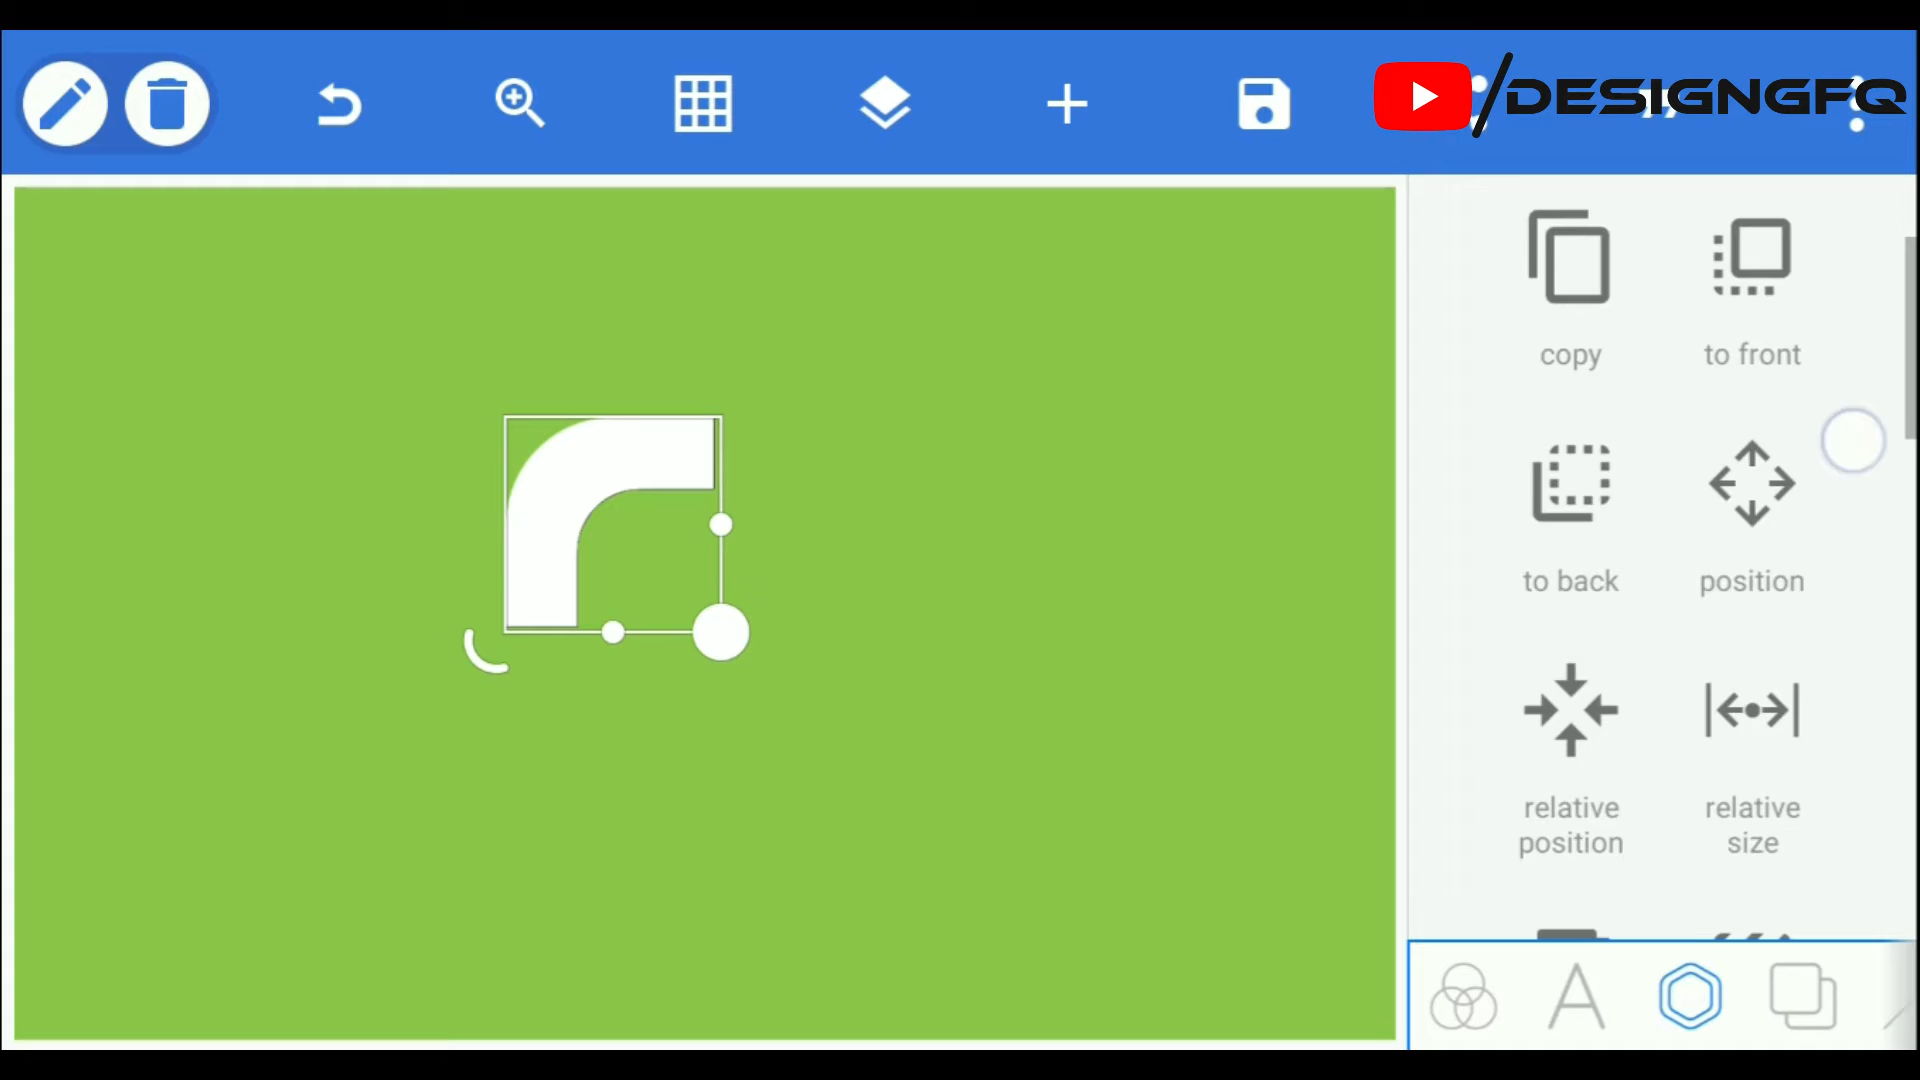 /DESIGNGFQ
copy
to front
to back
position
relative
position
relative
size